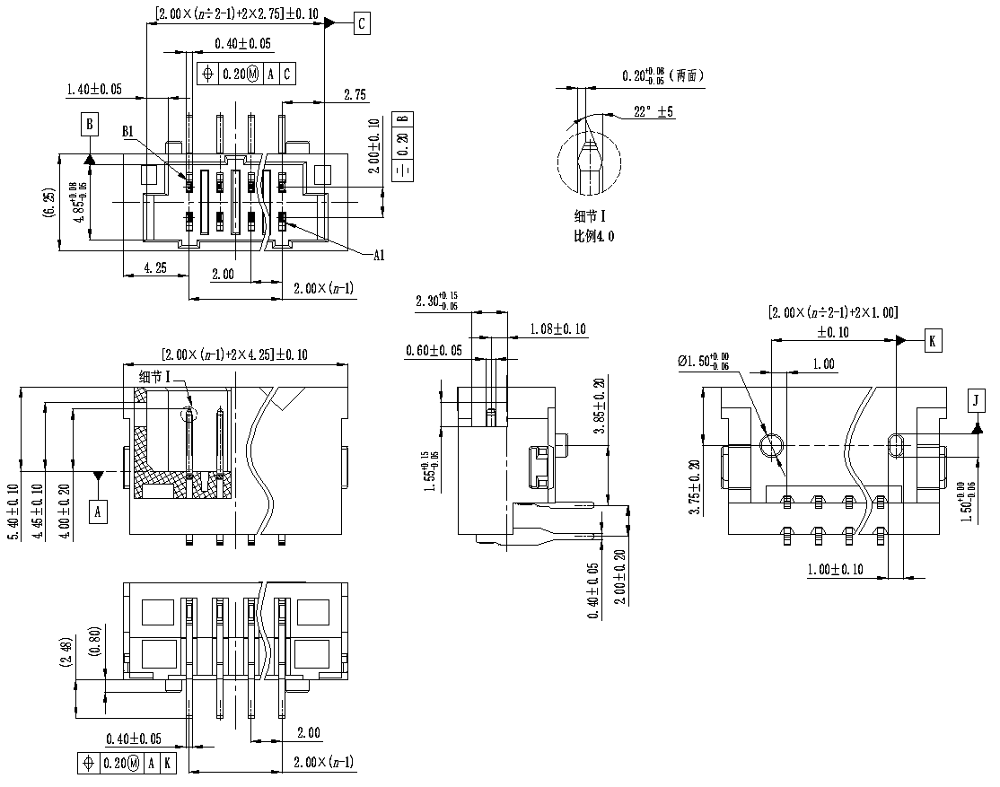 [2.00×(n÷2-1)+2×2.75]±0.10
C
0.40±0.05
⌖ 0.20Ⓜ A C
1.40±0.05
2.75
B
B1
2.00±0.10
⌯ 0.20 B
(6.25)
4.85+0.08 -0.05
A1
4.25
2.00
2.00×(n-1)
0.20+0.08 -0.05(两面)
22°±5
细节Ⅰ
比例4.0
[2.00×(n-1)+2×4.25]±0.10
细节Ⅰ
A
5.40±0.10
4.45±0.10
4.00±0.20
2.30+0.15 -0.05
1.08±0.10
0.60±0.05
3.85±0.20
1.55+0.15 -0.05
0.40±0.05
2.00±0.20
[2.00×(n÷2-1)+2×1.00]
±0.10
K
Ø1.50+0.00 -0.06
1.00
J
3.75±0.20
1.50+0.00 -0.06
1.00±0.10
(2.48)
(0.80)
0.40±0.05
2.00
⌖ 0.20Ⓜ A K
2.00×(n-1)